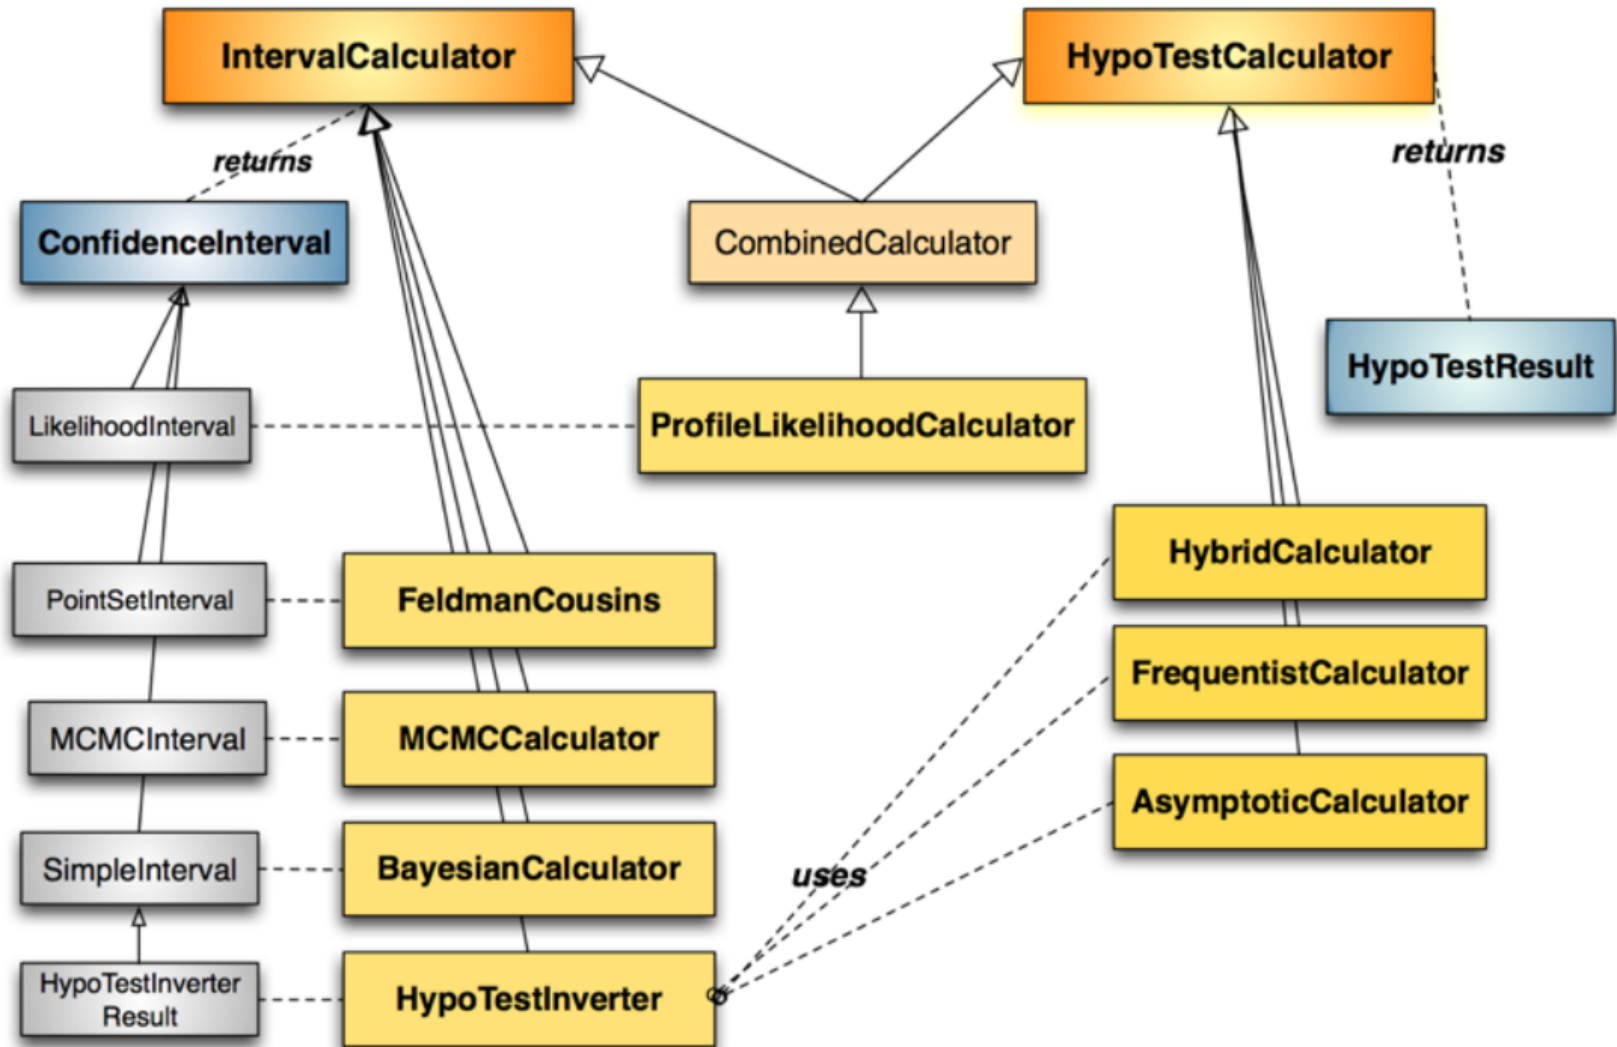 IntervalCalculator
HypoTestCalculator
returns
returns
ConfidenceInterval
CombinedCalculator
HypoTestResult
LikelihoodInterval
ProfileLikelihoodCalculator
HybridCalculator
PointSetInterval
FeldmanCousins
FrequentistCalculator
MCMCInterval
MCMCCalculator
AsymptoticCalculator
SimpleInterval
BayesianCalculator
uses
HypoTestInverter
Result
HypoTestInverter